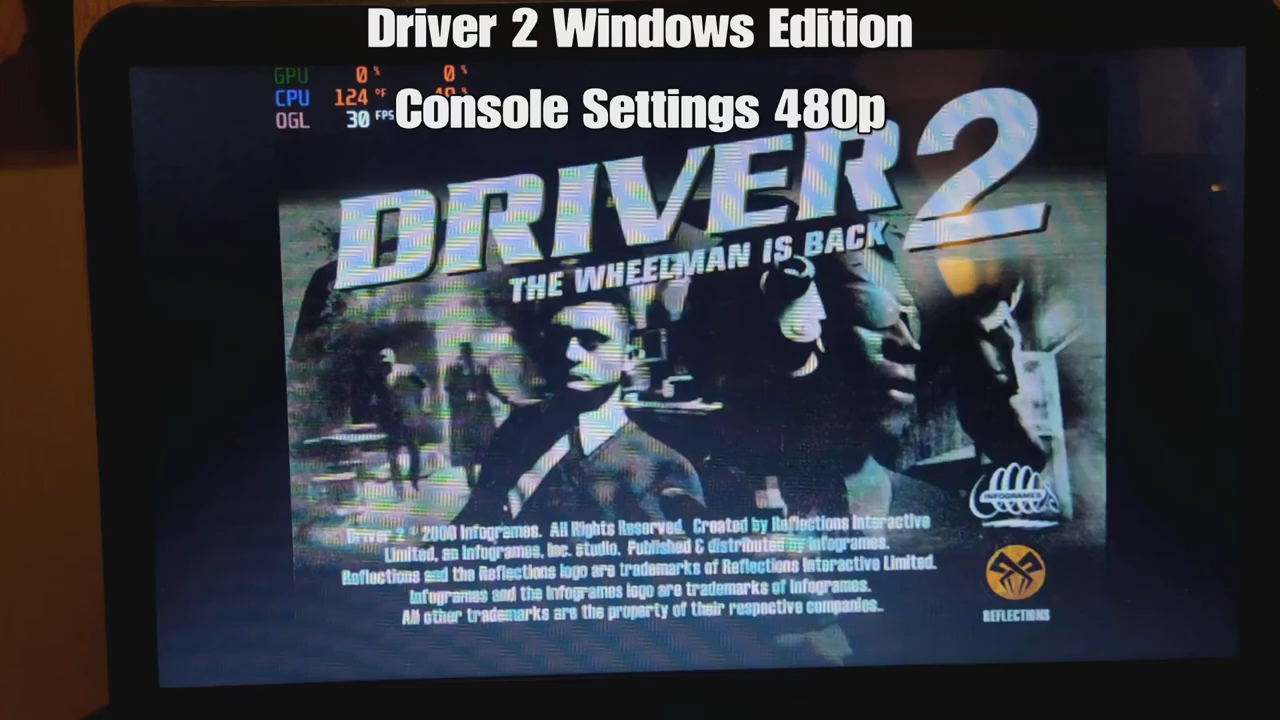 Driver 2 Windows Edition
GPU 0 % 0 %
CPU 124 °F
Console Settings 480p
OGL 30 FPS
DRIVER 2
THE WHEELMAN IS BACK
INFOGRAMES
Driver 2 © 2000 Infogrames. All Rights Reserved. Created by Reflections Interactive
Limited, an Infogrames, Inc. studio. Published & distributed by Infogrames.
Reflections and the Reflections logo are trademarks of Reflections Interactive Limited.
Infogrames and the Infogrames logo are trademarks of Infogrames.
All other trademarks are the property of their respective companies.
REFLECTIONS